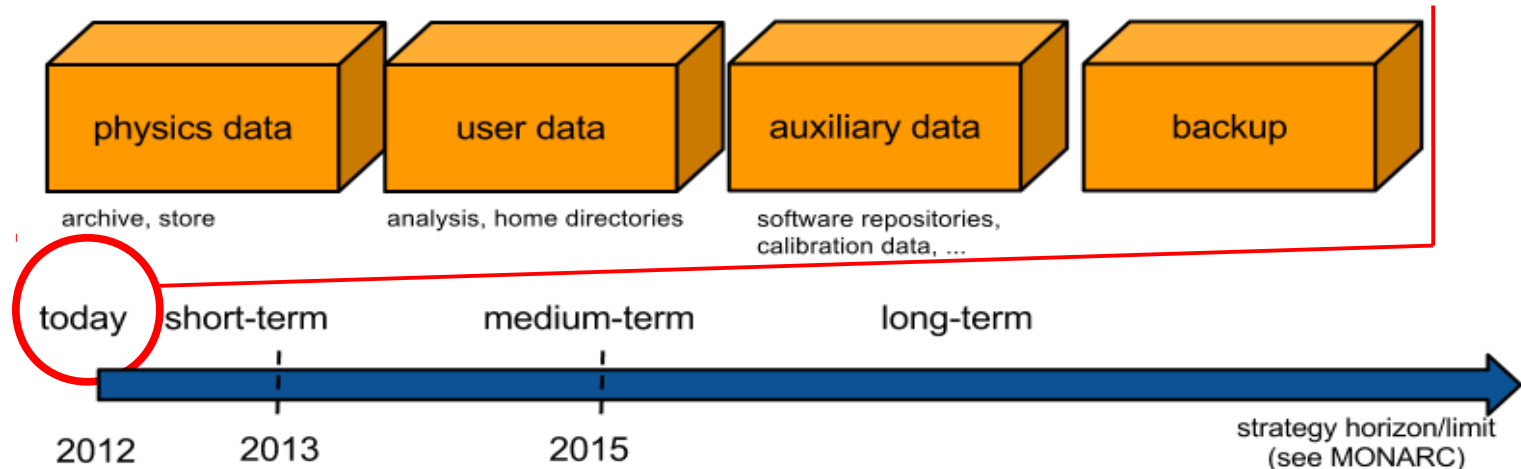 physics data
user data
auxiliary data
backup
archive, store
analysis, home directories
software repositories,
calibration data, ...
today
short-term
medium-term
long-term
2012
2013
2015
strategy horizon/limit
(see MONARC)